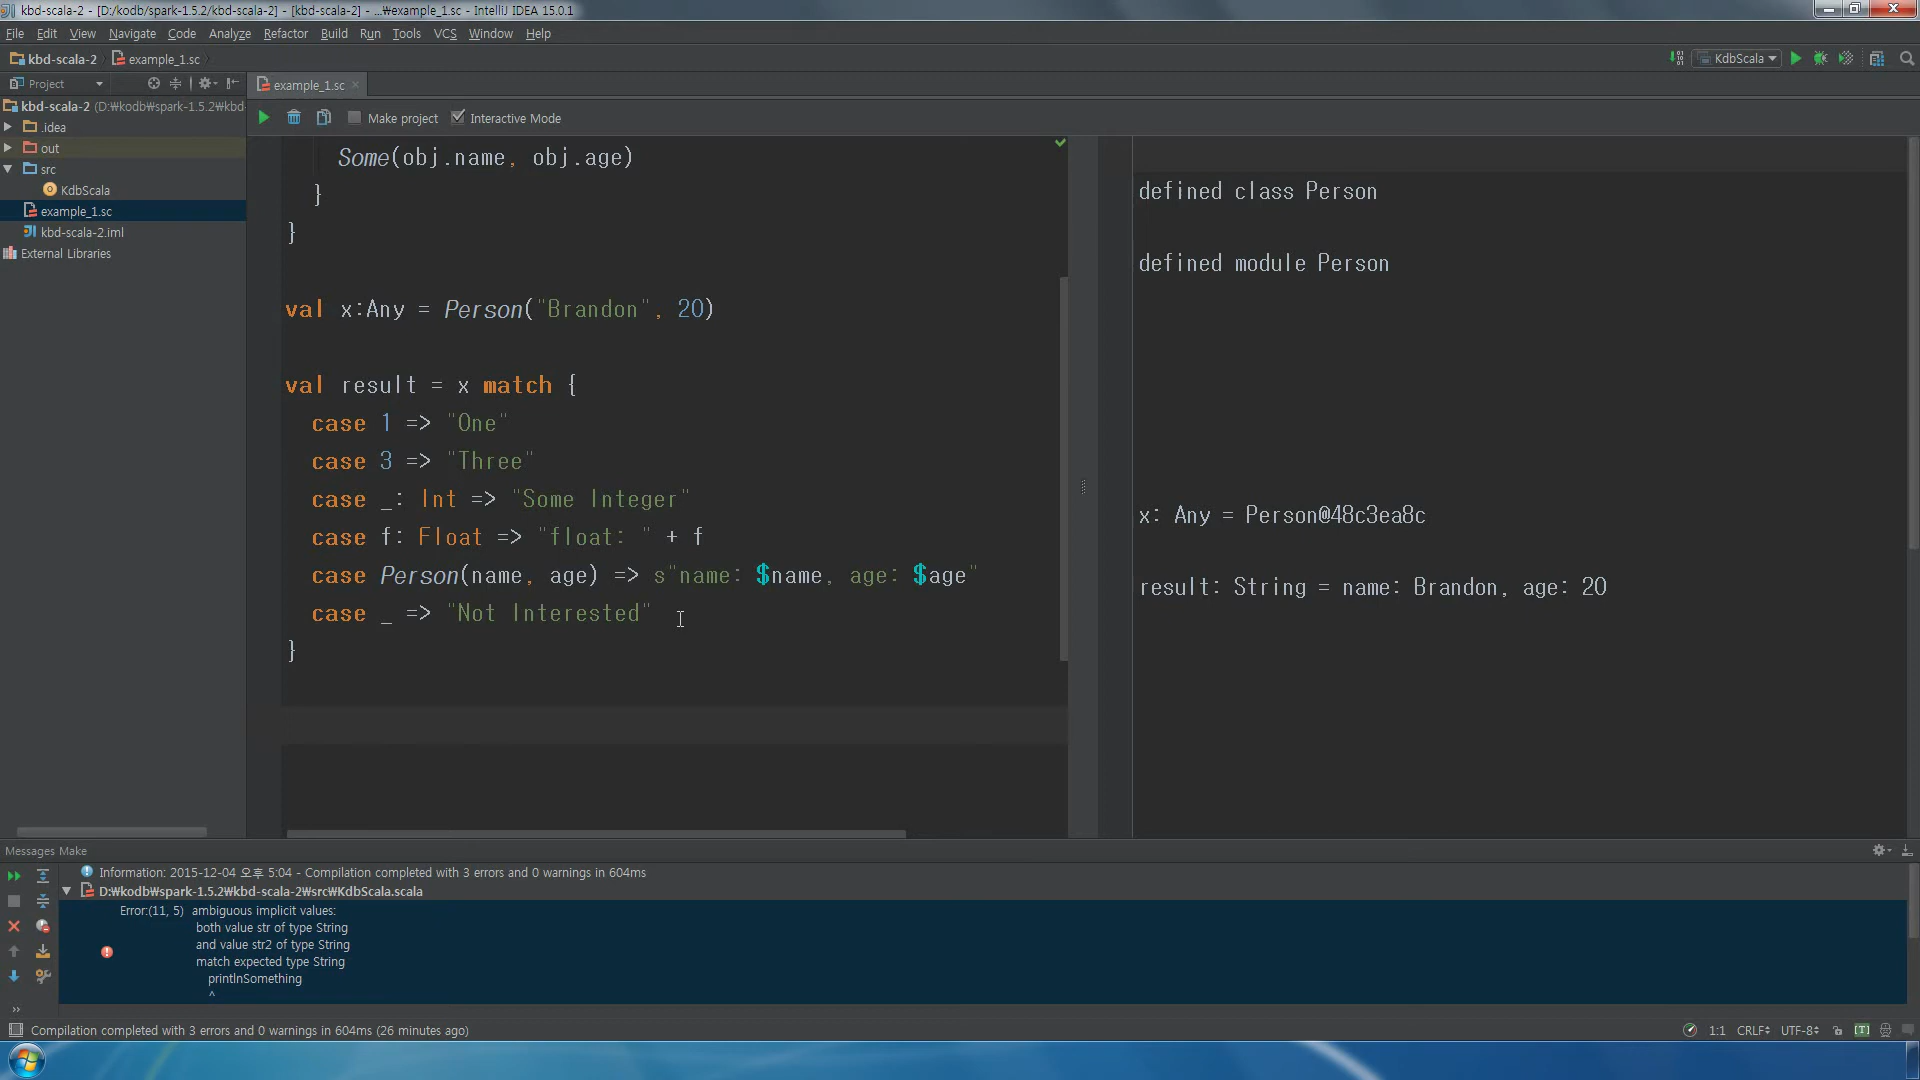 kbd-scala-2 - [D:/kodb/spark-1.5.2/kbd-scala-2] - [kbd-scala-2] - ...₩example_1.sc - IntelliJ IDEA 15.0.1
File Edit View Navigate Code Analyze Refactor Build Run Tools VCS Window Help
kbd-scala-2 example_1.sc KdbScala
Project example_1.sc
kbd-scala-2 (D:₩kodb₩spark-1.5.2₩kbd-
.idea
out
src
KdbScala
example_1.sc
kbd-scala-2.iml
External Libraries
Make project Interactive Mode
Some(obj.name, obj.age)
}
}
val x:Any = Person("Brandon", 20)
val result = x match {
case 1 => "One"
case 3 => "Three"
case _: Int => "Some Integer"
case f: Float => "float: " + f
case Person(name, age) => s"name: $name, age: $age"
case _ => "Not Interested"
}
defined class Person
defined module Person
x: Any = Person@48c3ea8c
result: String = name: Brandon, age: 20
Messages Make
Information: 2015-12-04 오후 5:04 - Compilation completed with 3 errors and 0 warnings in 604ms
D:₩kodb₩spark-1.5.2₩kbd-scala-2₩src₩KdbScala.scala
Error:(11, 5) ambiguous implicit values:
both value str of type String
and value str2 of type String
match expected type String
printlnSomething
^
Compilation completed with 3 errors and 0 warnings in 604ms (26 minutes ago)
1:1 CRLF UTF-8 [T]